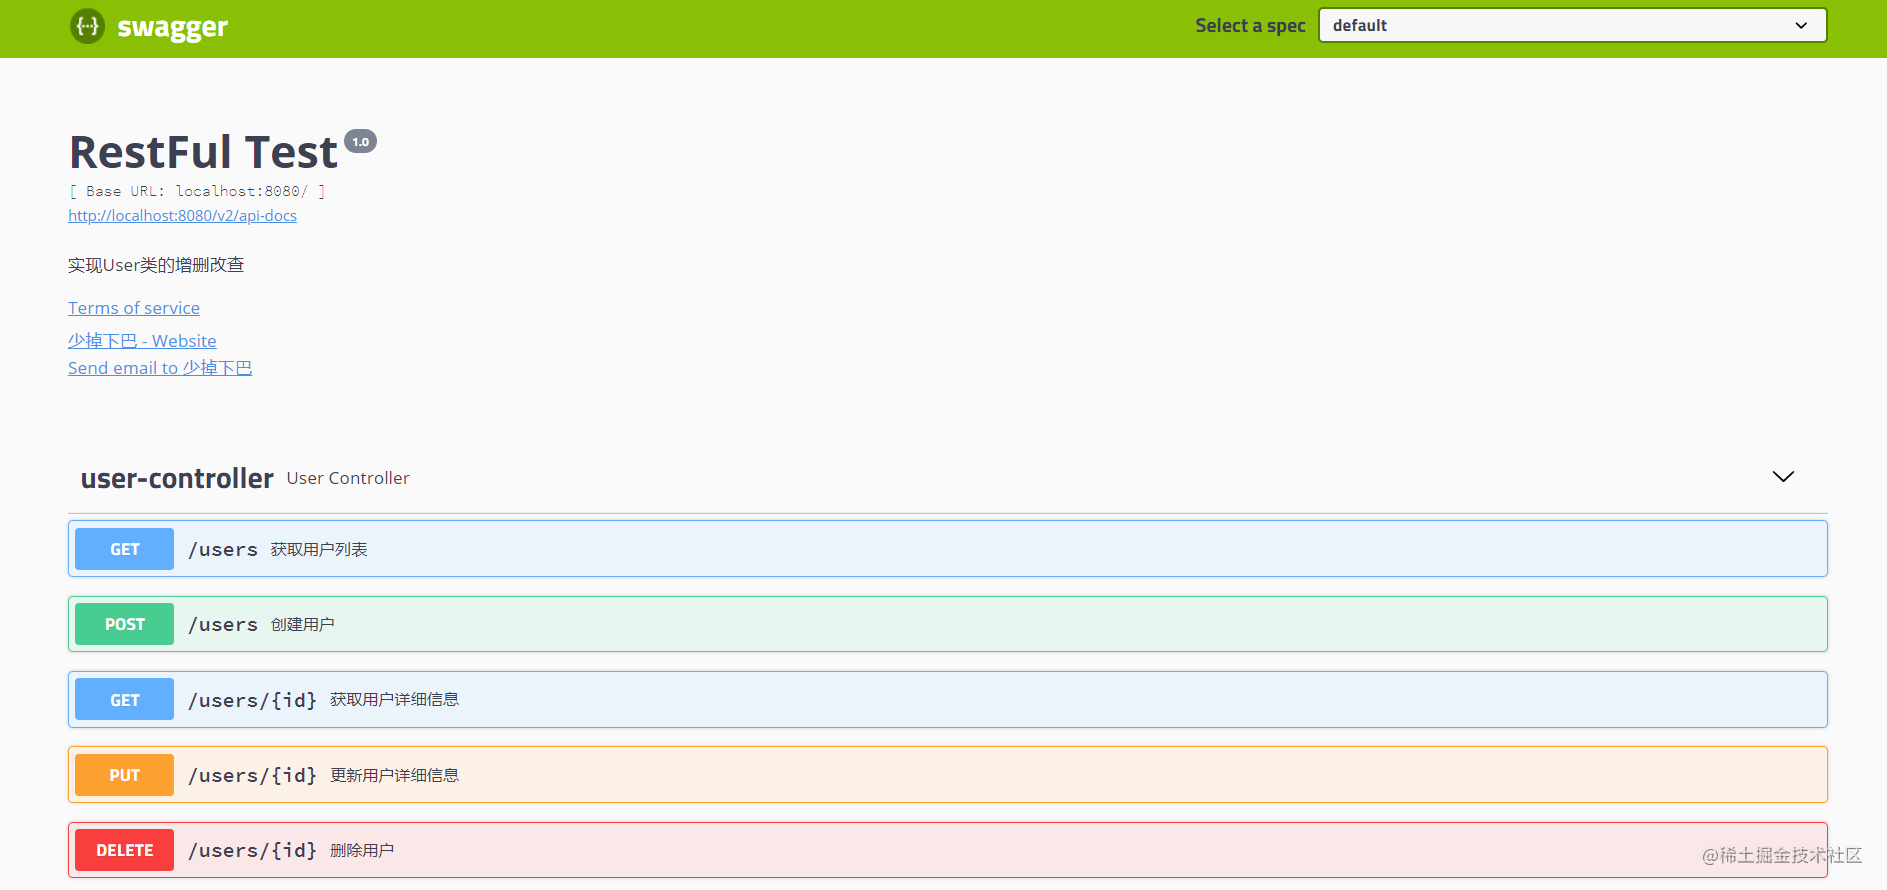 swagger
Select a spec
default
RestFul Test 1.0
[ Base URL: localhost:8080/ ]
http://localhost:8080/v2/api-docs
实现User类的增删改查
Terms of service
少掉下巴 - Website
Send email to 少掉下巴
user-controller User Controller
GET /users 获取用户列表
POST /users 创建用户
GET /users/{id} 获取用户详细信息
PUT /users/{id} 更新用户详细信息
DELETE /users/{id} 删除用户
@稀土掘金技术社区